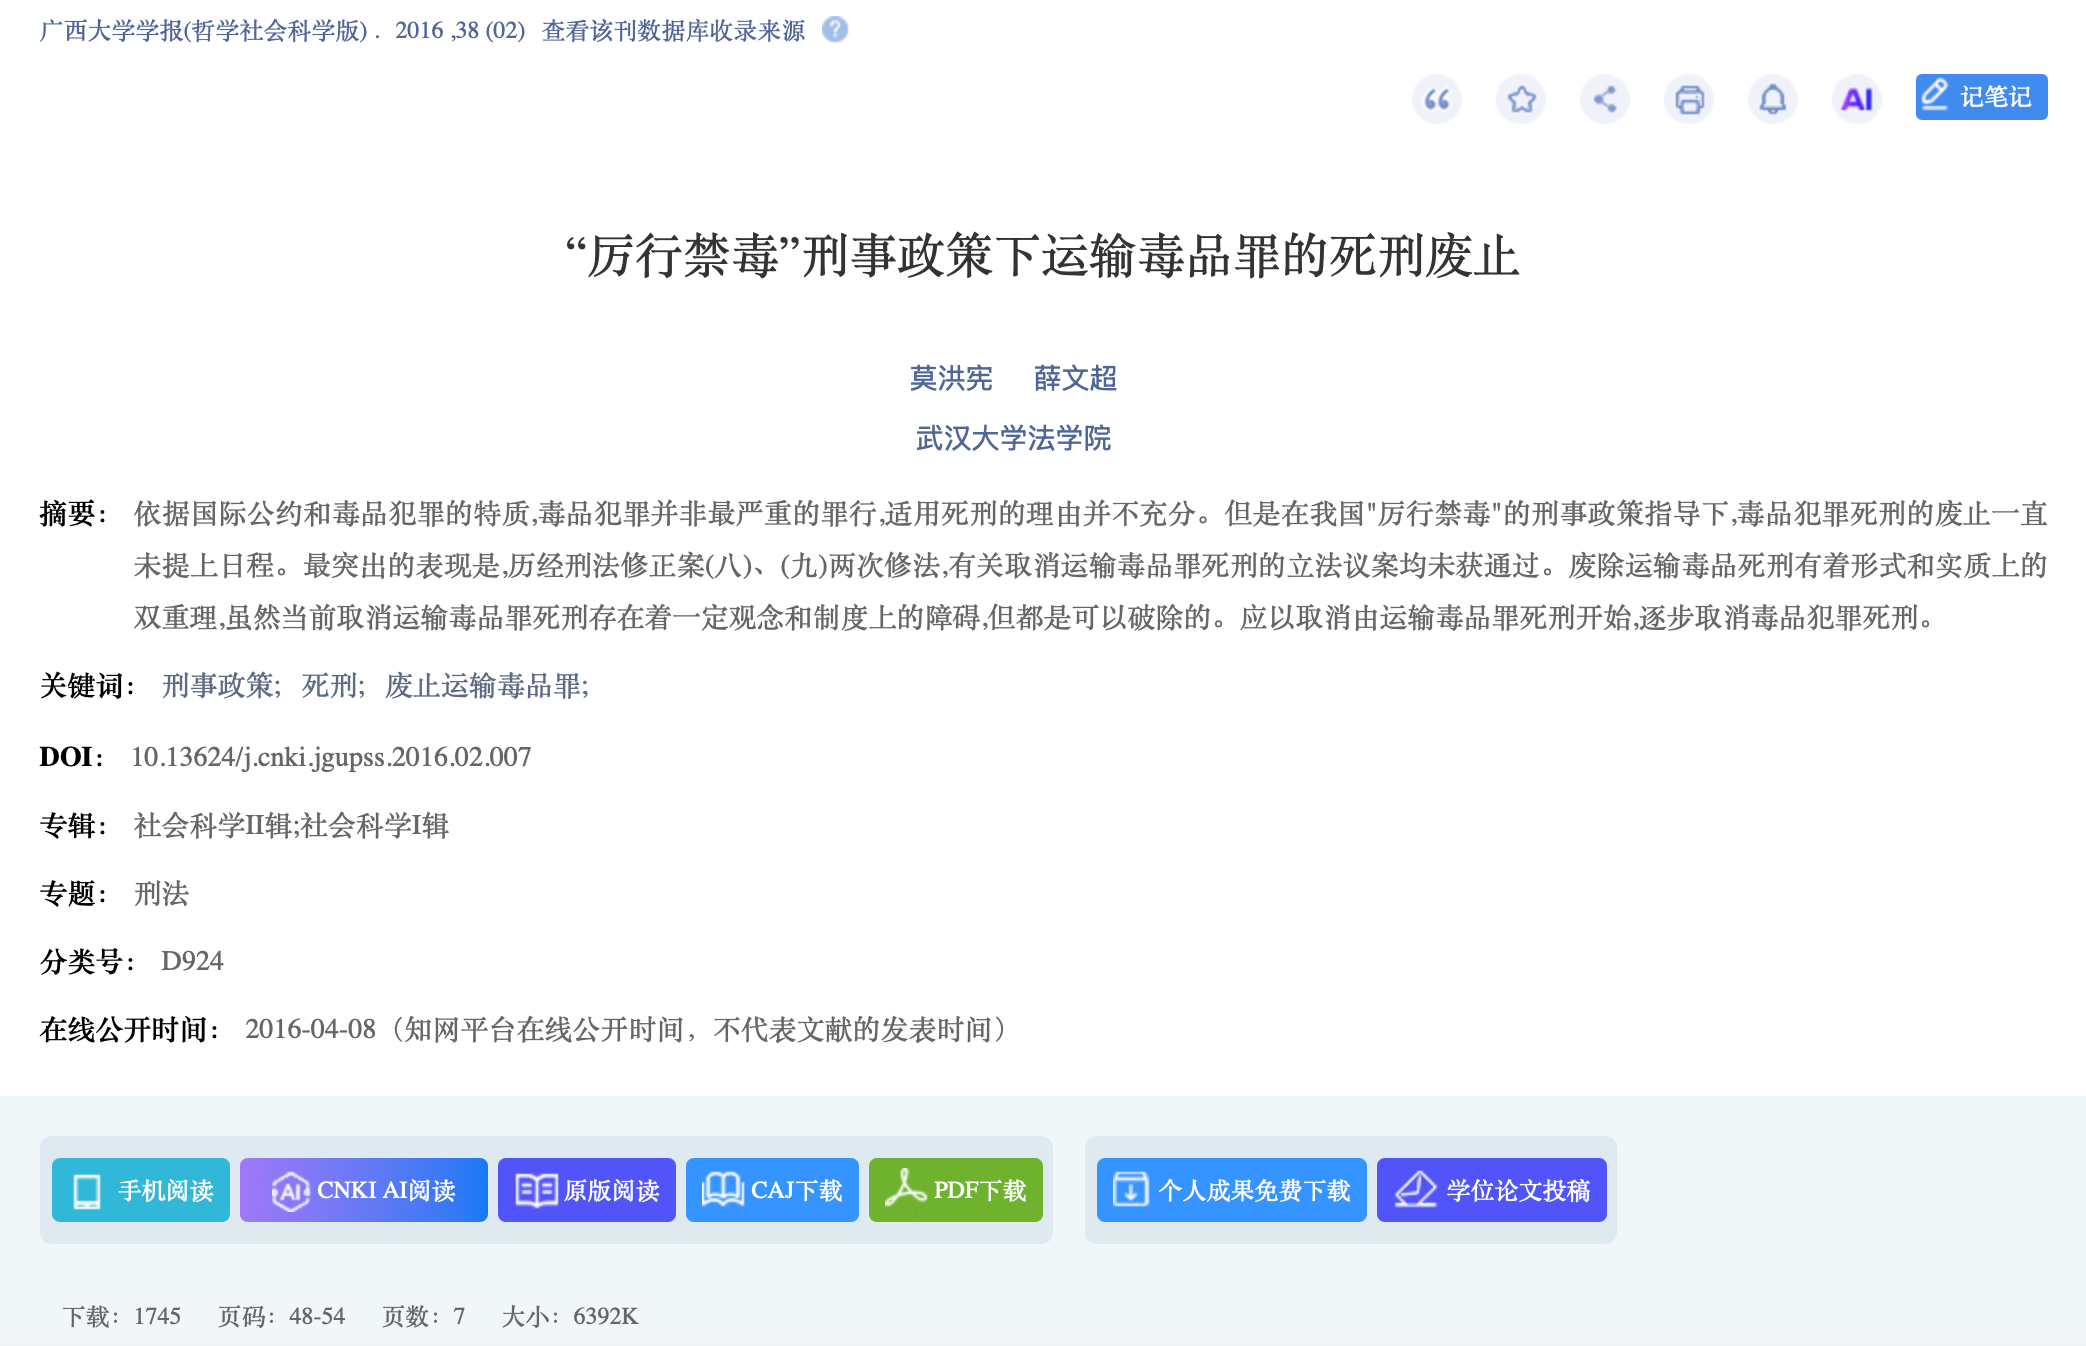 广西大学学报(哲学社会科学版) . 2016 ,38 (02) 查看该刊数据库收录来源 ?
AI 记笔记
“厉行禁毒”刑事政策下运输毒品罪的死刑废止
莫洪宪 薛文超
武汉大学法学院
摘要： 依据国际公约和毒品犯罪的特质,毒品犯罪并非最严重的罪行,适用死刑的理由并不充分。但是在我国"厉行禁毒"的刑事政策指导下,毒品犯罪死刑的废止一直
未提上日程。最突出的表现是,历经刑法修正案(八)、(九)两次修法,有关取消运输毒品罪死刑的立法议案均未获通过。废除运输毒品死刑有着形式和实质上的
双重理,虽然当前取消运输毒品罪死刑存在着一定观念和制度上的障碍,但都是可以破除的。应以取消由运输毒品罪死刑开始,逐步取消毒品犯罪死刑。
关键词： 刑事政策; 死刑; 废止运输毒品罪;
DOI： 10.13624/j.cnki.jgupss.2016.02.007
专辑： 社会科学II辑;社会科学I辑
专题： 刑法
分类号： D924
在线公开时间： 2016-04-08（知网平台在线公开时间，不代表文献的发表时间）
手机阅读 AI CNKI AI阅读 原版阅读 CAJ下载 PDF下载 个人成果免费下载 学位论文投稿
下载：1745 页码：48-54 页数：7 大小：6392K